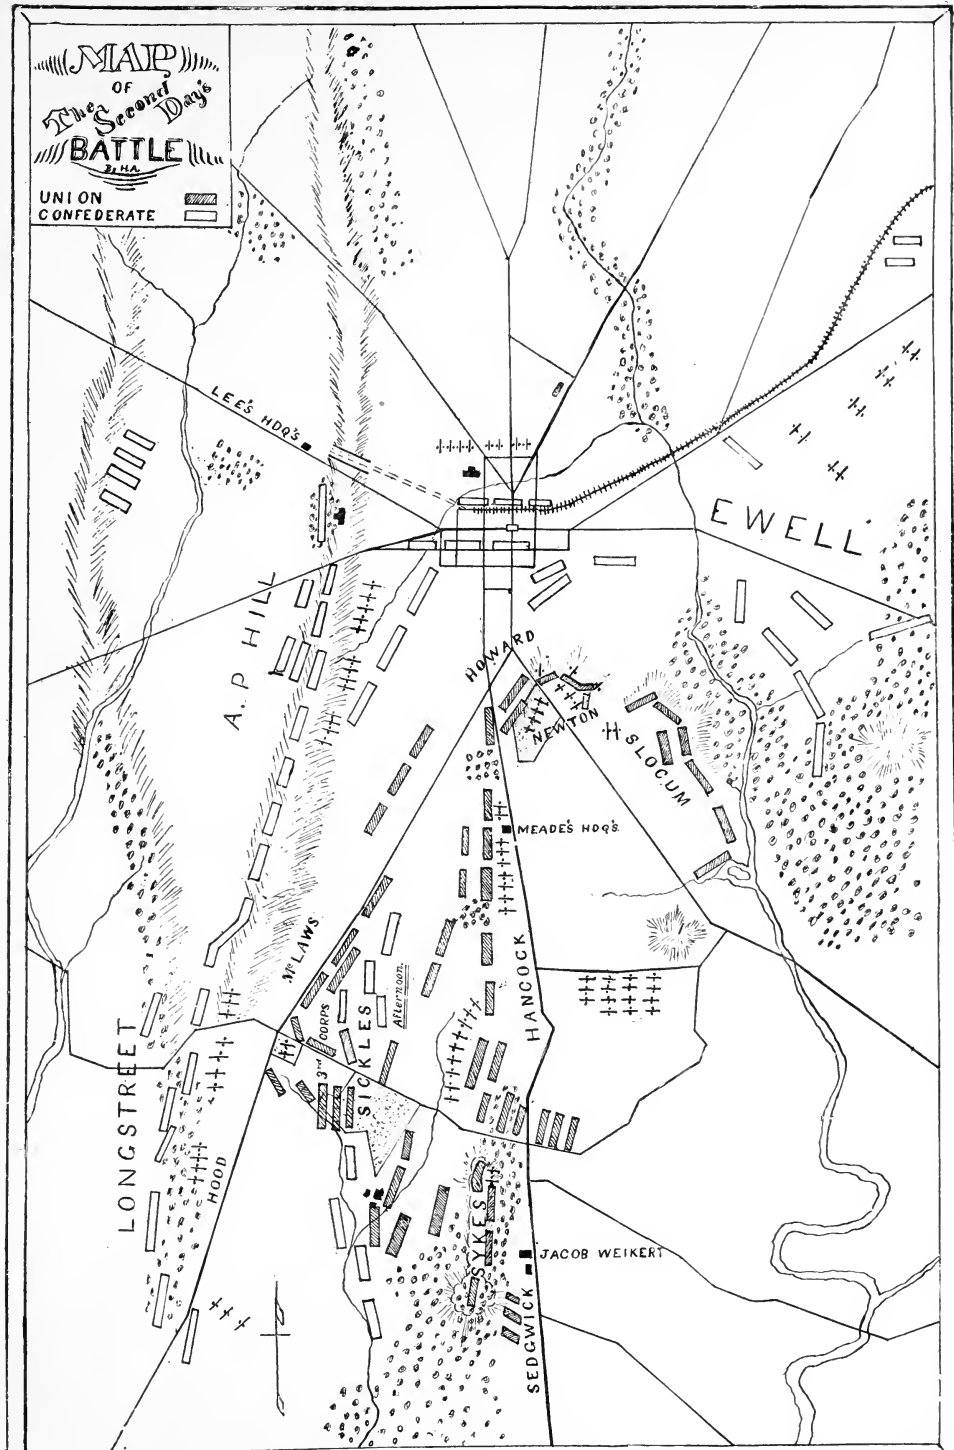 MAP
OF
The
Second
Day's
BATTLE
By H.A.
UNION
CONFEDERATE
LEE'S HDQ'S
EWELL
A. P HILL
HOWARD
NEWTON
SLOCUM
MEADE'S HDQ'S.
McLAWS
HANCOCK
3rd CORPS
SICKLES
Afternoon.
LONGSTREET
HOOD
SYKES
JACOB WEIKERT
SEDGWICK